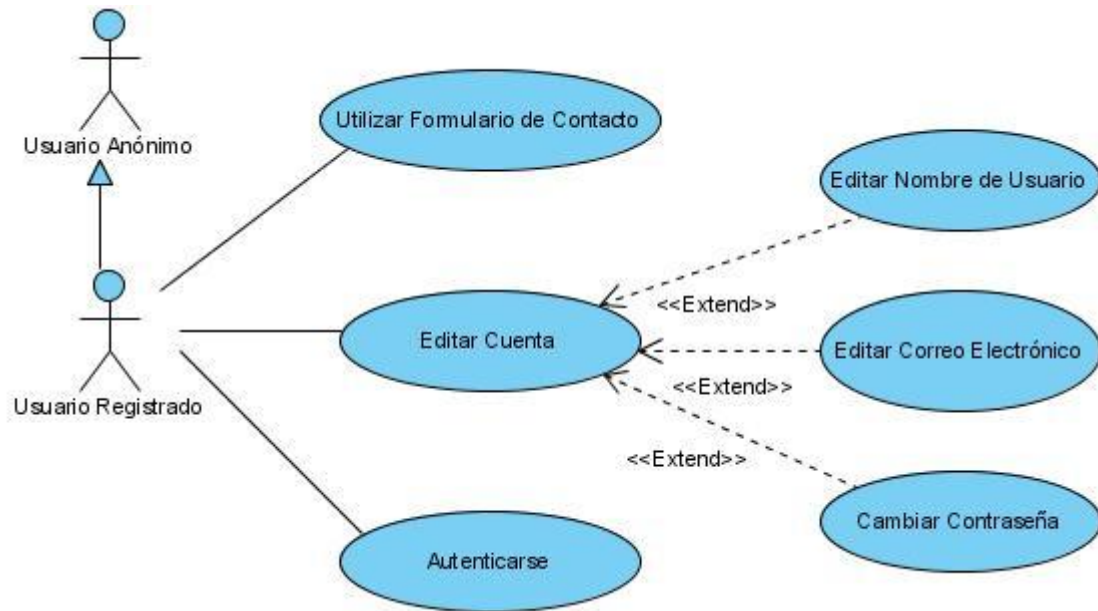 Usuario Anónimo
Utilizar Formulario de Contacto
Editar Nombre de Usuario
<<Extend>>
Editar Cuenta
Editar Correo Electrónico
<<Extend>>
Usuario Registrado
<<Extend>>
Cambiar Contraseña
Autenticarse